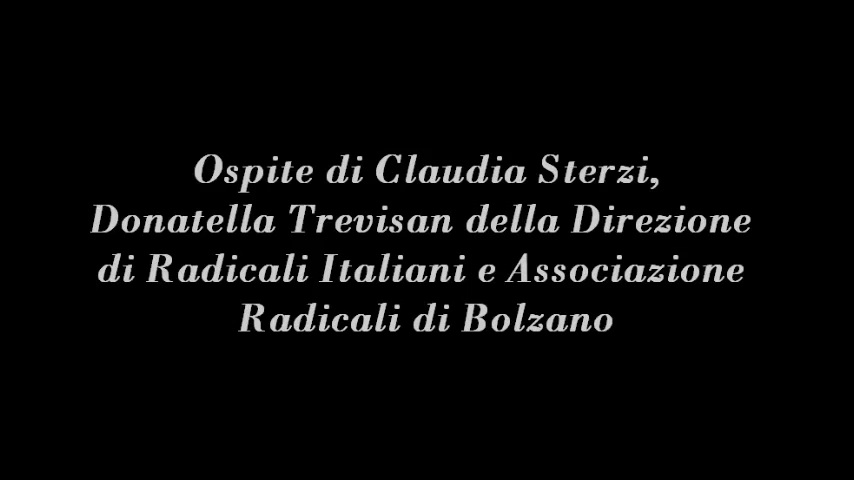 Ospite di Claudia Sterzi,
Donatella Trevisan della Direzione
di Radicali Italiani e Associazione
Radicali di Bolzano